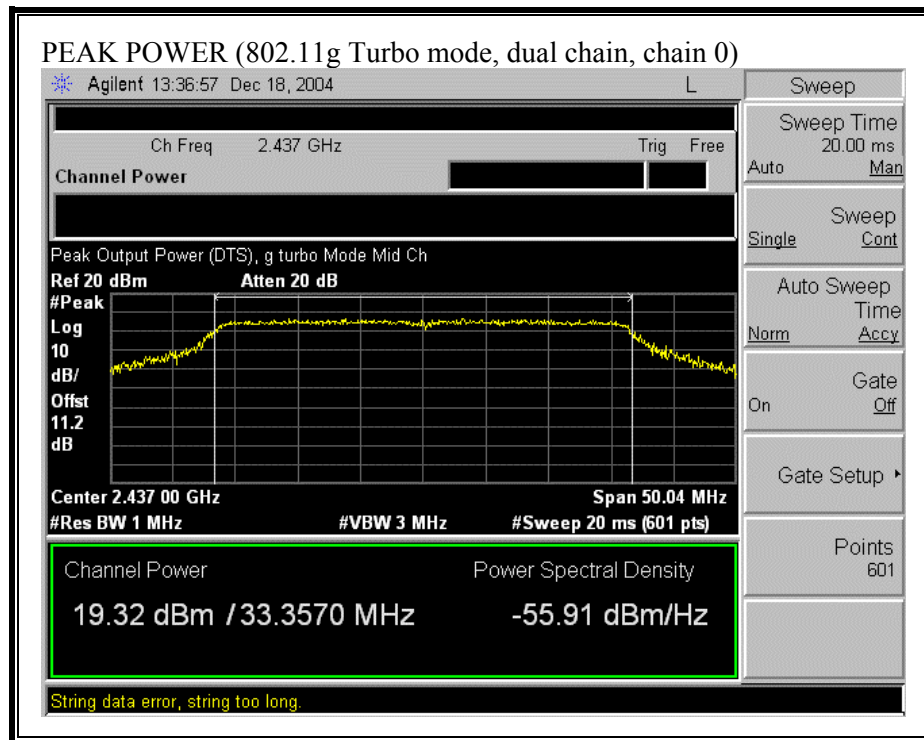 PEAK POWER (802.11g Turbo mode, dual chain, chain 0)
Agilent 13:36:57 Dec 18, 2004 L
Ch Freq 2.437 GHz Trig Free
Channel Power
Peak Output Power (DTS), g turbo Mode Mid Ch
Ref 20 dBm Atten 20 dB
#Peak
Log
10
dB/
Offst
11.2
dB
Center 2.437 00 GHz Span 50.04 MHz
#Res BW 1 MHz #VBW 3 MHz #Sweep 20 ms (601 pts)
Channel Power Power Spectral Density
19.32 dBm / 33.3570 MHz -55.91 dBm/Hz
String data error, string too long.
Sweep
Sweep Time
20.00 ms
Auto Man
Sweep
Single Cont
Auto Sweep
Time
Norm Accy
Gate
On Off
Gate Setup
Points
601